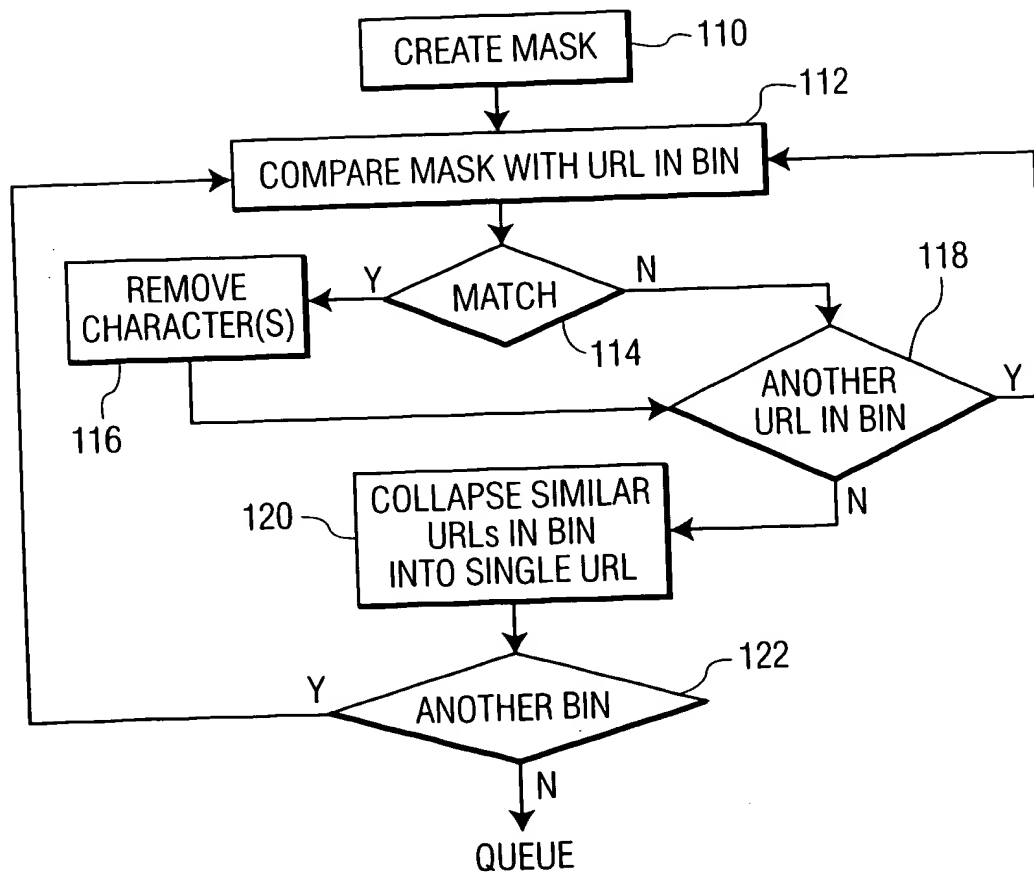 CREATE MASK
110
112
COMPARE MASK WITH URL IN BIN
Y
MATCH
N
114
REMOVE
CHARACTER(S)
116
118
ANOTHER
URL IN BIN
Y
N
120
COLLAPSE SIMILAR
URLs IN BIN
INTO SINGLE URL
122
Y
ANOTHER BIN
N
QUEUE